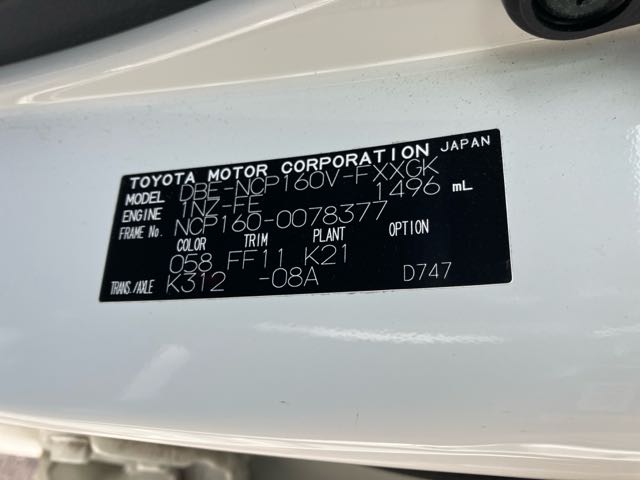 TOYOTA MOTOR CORPORATION JAPAN
MODEL DBE-NCP160V-FXXGK
ENGINE 1NZ-FE 1496 mL
FRAME No. NCP160-0078377
COLOR TRIM PLANT OPTION
058 FF11 K21
TRANS./AXLE K312 -08A D747